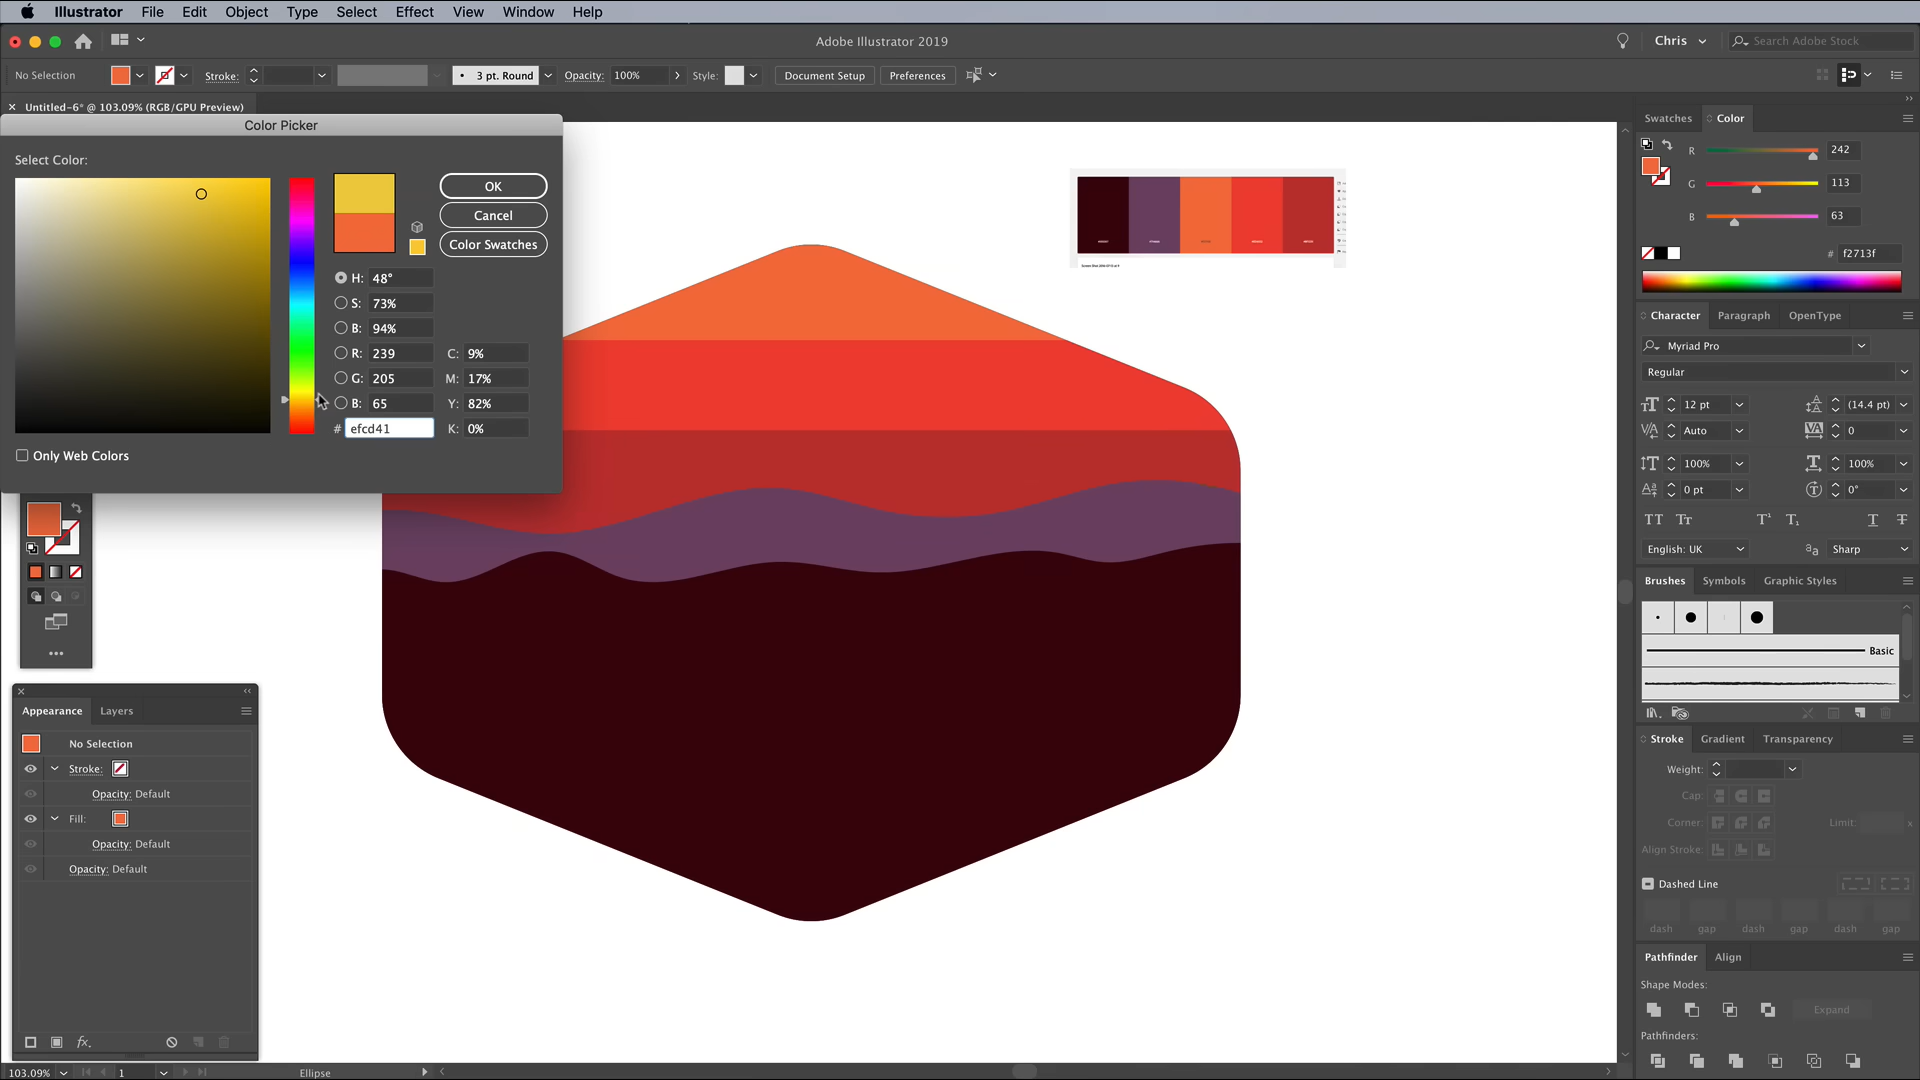 Illustrator File Edit Object Type Select Effect View Window Help
Adobe Illustrator 2019
Chris
Search Adobe Stock
No Selection
Stroke:
3 pt. Round
Opacity: 100%
Style:
Document Setup
Preferences
Untitled-6* @ 103.09% (RGB/GPU Preview)
Color Picker
Select Color:
OK
Cancel
Color Swatches
H: 48°
S: 73%
B: 94%
R: 239
C: 9%
G: 205
M: 17%
B: 65
Y: 82%
# efcd41
K: 0%
Only Web Colors
Appearance
Layers
No Selection
Stroke:
Opacity: Default
Fill:
Opacity: Default
Opacity: Default
fx.
103.09%
1
Ellipse
Swatches
Color
R 242
G 113
B 63
# f2713f
Character
Paragraph
OpenType
Myriad Pro
Regular
12 pt
(14.4 pt)
Auto
0
100%
100%
0 pt
0°
English: UK
Sharp
Brushes
Symbols
Graphic Styles
Basic
Stroke
Gradient
Transparency
Weight:
Cap:
Corner:
Limit:
x
Align Stroke:
Dashed Line
dash gap dash gap dash gap
Pathfinder
Align
Shape Modes:
Expand
Pathfinders: